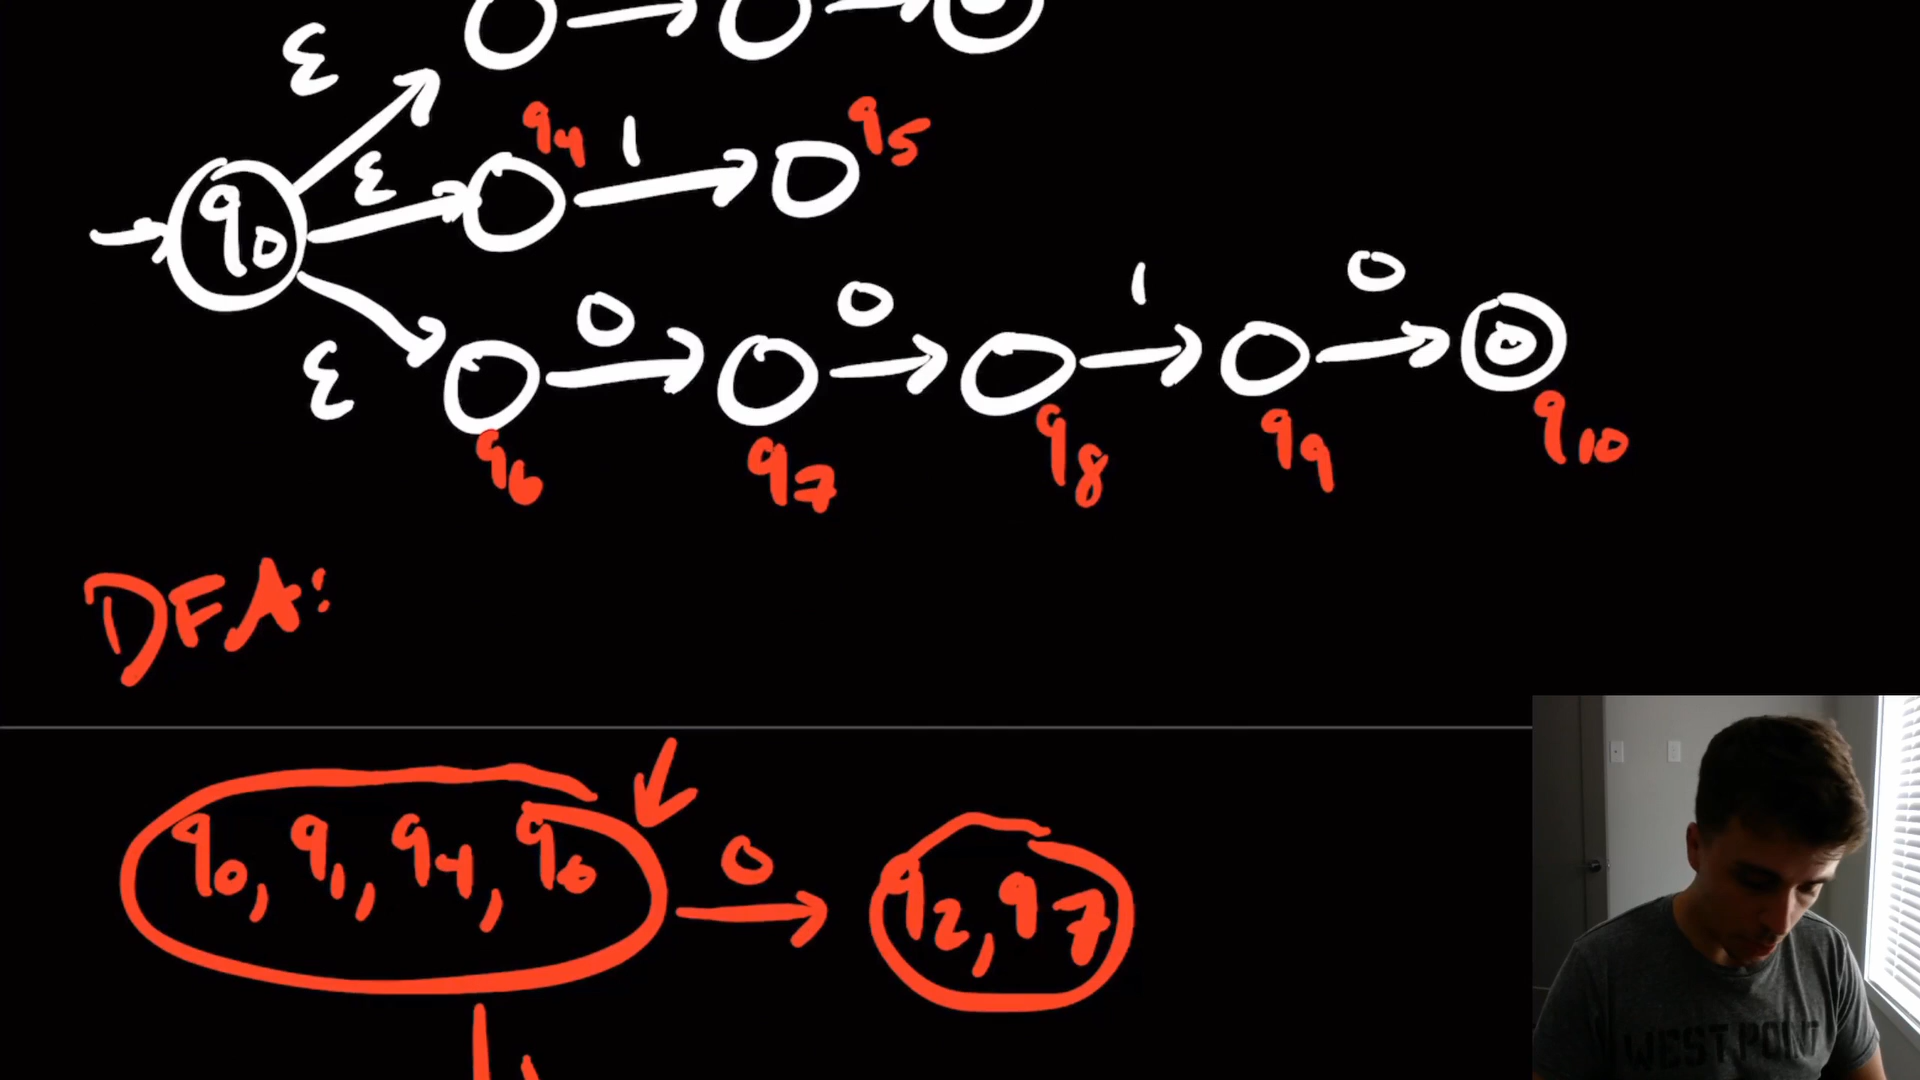 ε
q4 1 q5
ε
q0
0 0 1 0
ε
q6 q7 q8 q9 q10
DFA:
q0, q1, q4, q6 0 q2, q7
1
WEST POINT